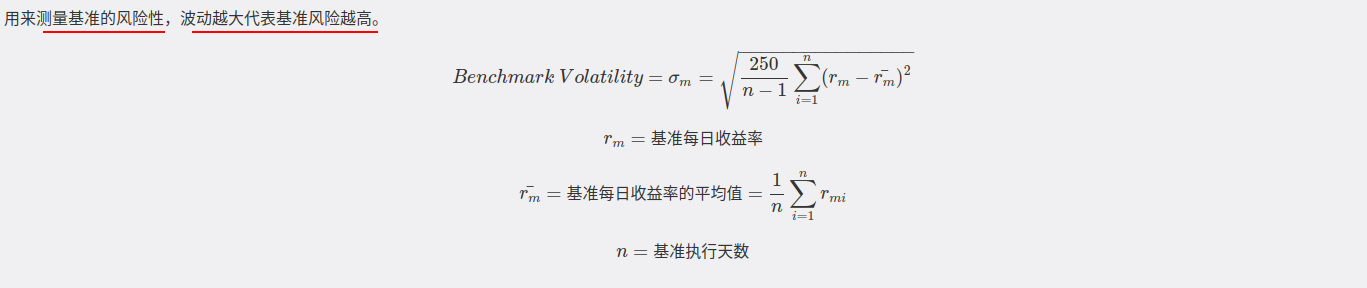 用来测量基准的风险性，波动越大代表基准风险越高。
$Benchmark\ Volatility = \sigma_m = \sqrt{\frac{250}{n-1}\sum_{i=1}^{n}(r_m - \bar{r_m})^2}$
$r_m = 基准每日收益率$
$\bar{r_m} = 基准每日收益率的平均值 = \frac{1}{n}\sum_{i=1}^{n} r_{mi}$
$n = 基准执行天数$